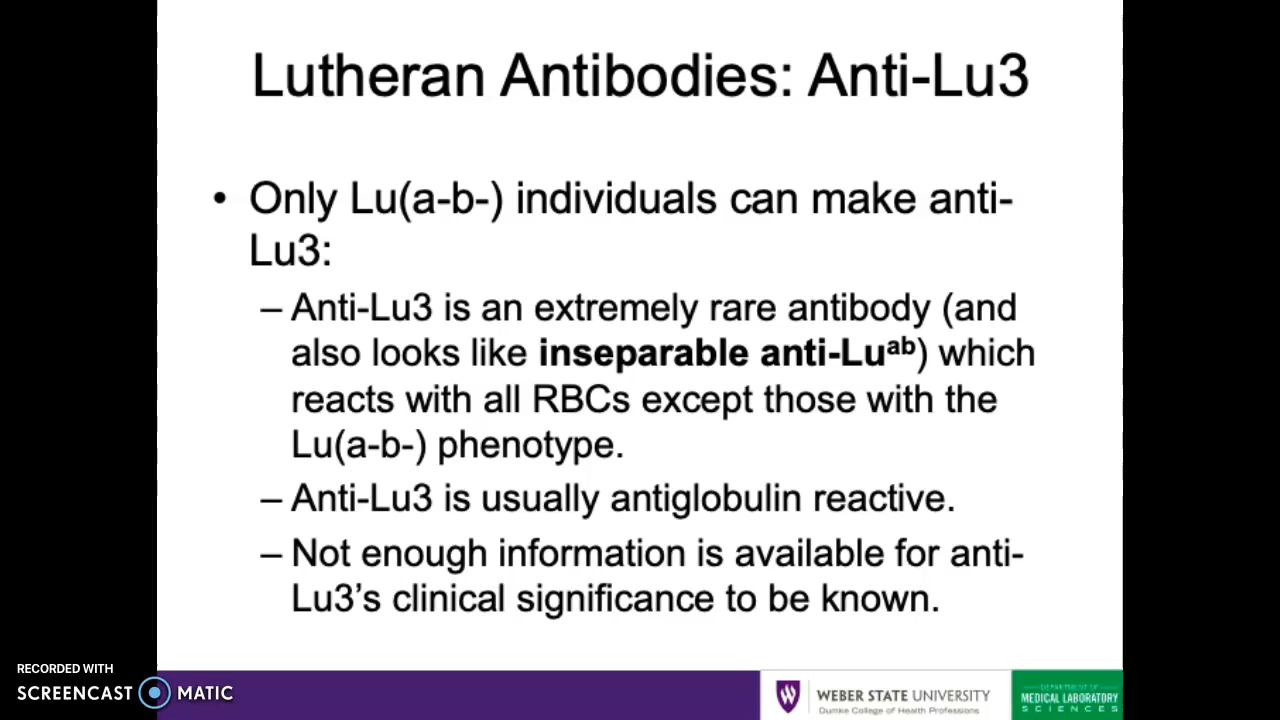 Lutheran Antibodies: Anti-Lu3
• Only Lu(a-b-) individuals can make anti-
Lu3:
– Anti-Lu3 is an extremely rare antibody (and
also looks like inseparable anti-Luᵃᵇ) which
reacts with all RBCs except those with the
Lu(a-b-) phenotype.
– Anti-Lu3 is usually antiglobulin reactive.
– Not enough information is available for anti-
Lu3’s clinical significance to be known.
RECORDED WITH
SCREENCAST MATIC
WEBER STATE UNIVERSITY
Dumke College of Health Professions
DEPARTMENT OF
MEDICAL LABORATORY
SCIENCES